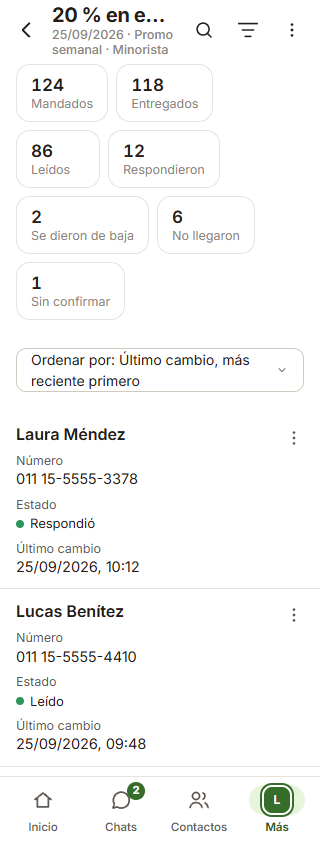 20 % en e...
25/09/2026 · Promo
semanal · Minorista
124
Mandados
118
Entregados
86
Leídos
12
Respondieron
2
Se dieron de baja
6
No llegaron
1
Sin confirmar
Ordenar por: Último cambio, más
reciente primero
Laura Méndez
Número
011 15-5555-3378
Estado
Respondió
Último cambio
25/09/2026, 10:12
Lucas Benítez
Número
011 15-5555-4410
Estado
Leído
Último cambio
25/09/2026, 09:48
2
L
Inicio
Chats
Contactos
Más